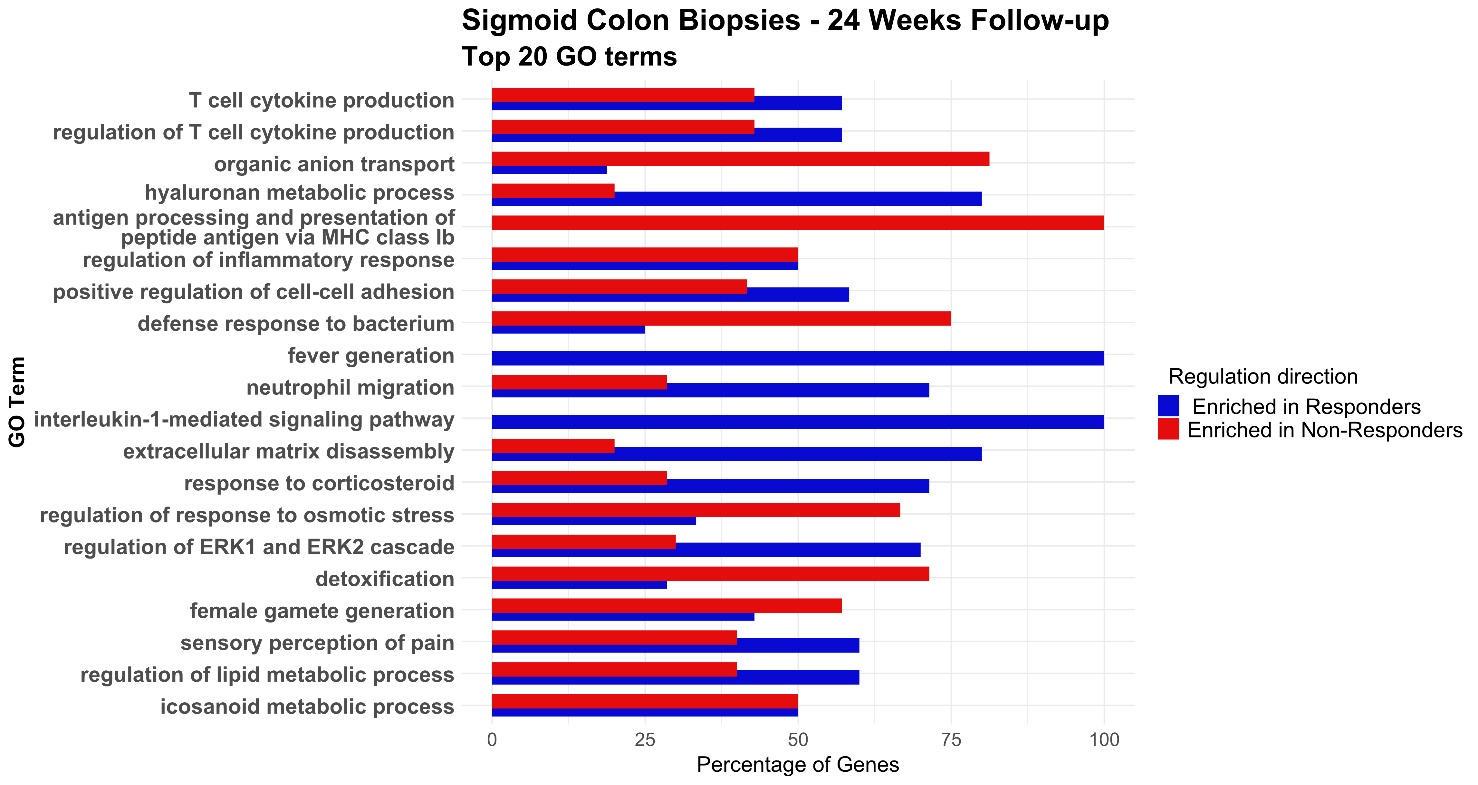 Sigmoid Colon Biopsies - 24 Weeks Follow-up
Top 20 GO terms
GO Term
T cell cytokine production
regulation of T cell cytokine production
organic anion transport
hyaluronan metabolic process
antigen processing and presentation of
peptide antigen via MHC class Ib
regulation of inflammatory response
positive regulation of cell-cell adhesion
defense response to bacterium
fever generation
neutrophil migration
interleukin-1-mediated signaling pathway
extracellular matrix disassembly
response to corticosteroid
regulation of response to osmotic stress
regulation of ERK1 and ERK2 cascade
detoxification
female gamete generation
sensory perception of pain
regulation of lipid metabolic process
icosanoid metabolic process
0 25 50 75 100
Percentage of Genes
Regulation direction
Enriched in Responders
Enriched in Non-Responders